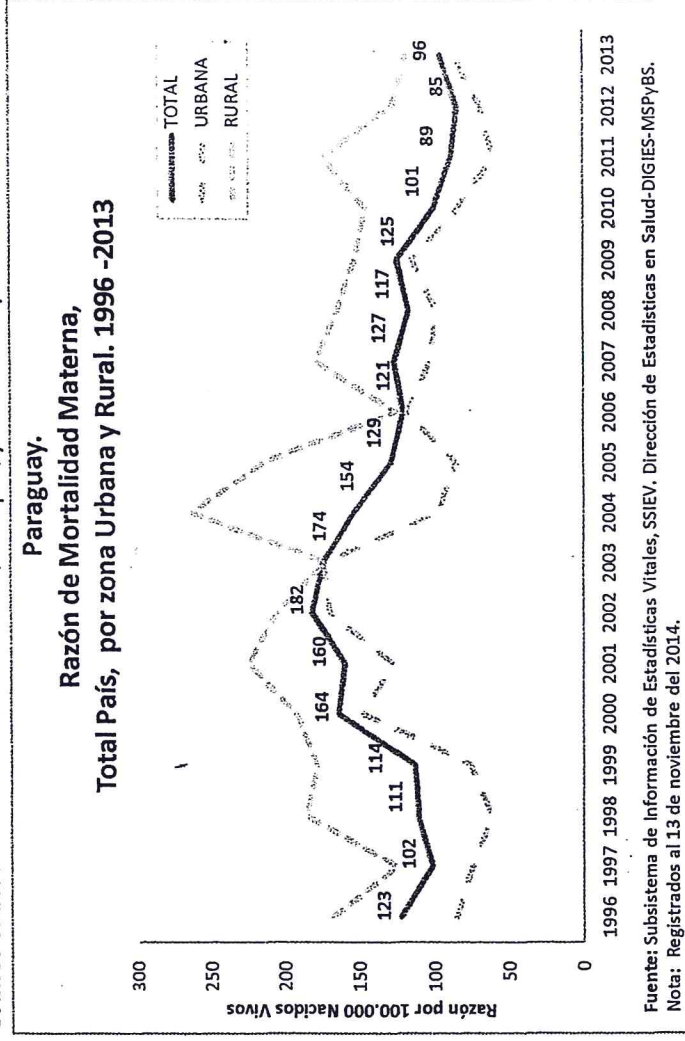 Paraguay.
Razón de Mortalidad Materna,
Total País, por zona Urbana y Rural. 1996 -2013
TOTAL
URBANA
RURAL
Razón por 100.000 Nacidos Vivos
300
250
200
150
100
50
0
123
102
111
114
164
160
182
174
154
129
121
127
117
125
101
89
85
96
1996 1997 1998 1999 2000 2001 2002 2003 2004 2005 2006 2007 2008 2009 2010 2011 2012 2013
Fuente: Subsistema de Información de Estadísticas Vitales, SSIEV. Dirección de Estadísticas en Salud-DIGIES-MSPyBS.
Nota: Registrados al 13 de noviembre del 2014.